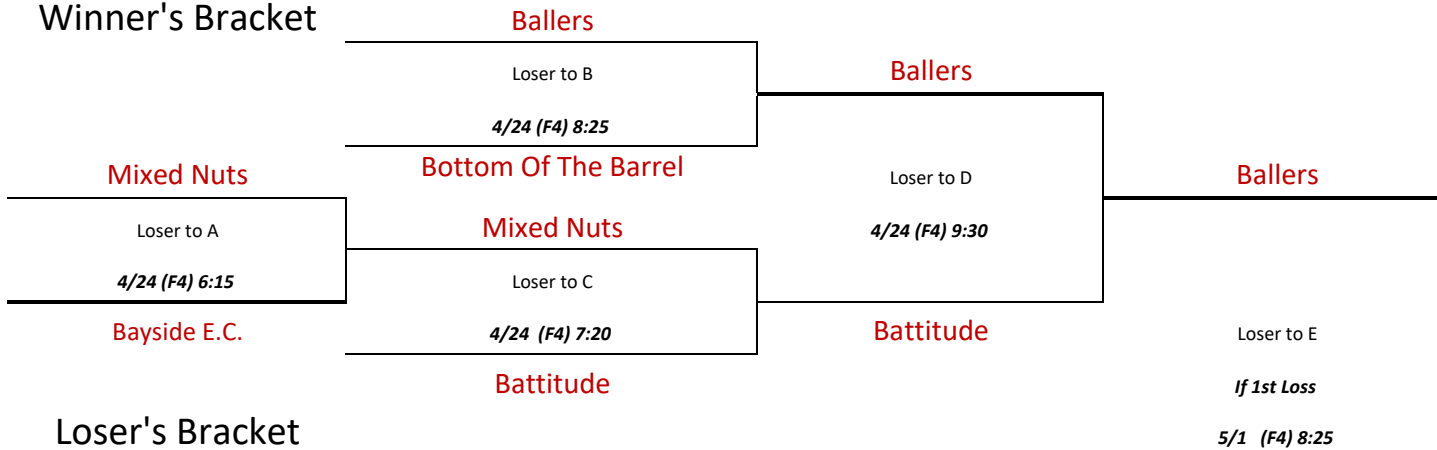 Winner's Bracket
Ballers
Loser to B
Ballers
4/24 (F4) 8:25
Bottom Of The Barrel
Mixed Nuts
Loser to D
Ballers
Loser to A
Mixed Nuts
4/24 (F4) 9:30
4/24 (F4) 6:15
Loser to C
Bayside E.C.
4/24 (F4) 7:20
Battitude
Loser to E
Battitude
If 1st Loss
Loser's Bracket
5/1 (F4) 8:25